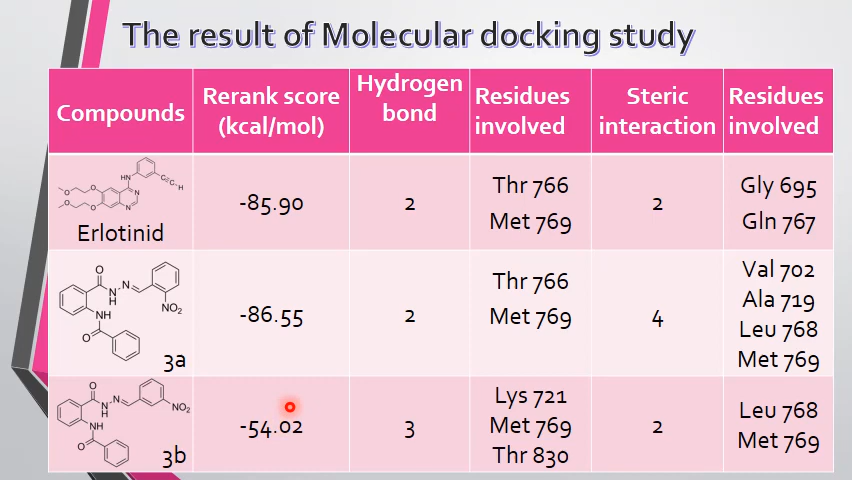 The result of Molecular docking study
Compounds
Rerank score
(kcal/mol)
Hydrogen
bond
Residues
involved
Steric
interaction
Residues
involved
HN
C≡C
H
O
O
N
O
O
N
Erlotinid
-85.90
2
Thr 766
Met 769
2
Gly 695
Gln 767
O
N
H
N
NO2
NH
O
3a
-86.55
2
Thr 766
Met 769
4
Val 702
Ala 719
Leu 768
Met 769
O
N
H
N
NO2
NH
O
3b
-54.02
3
Lys 721
Met 769
Thr 830
2
Leu 768
Met 769